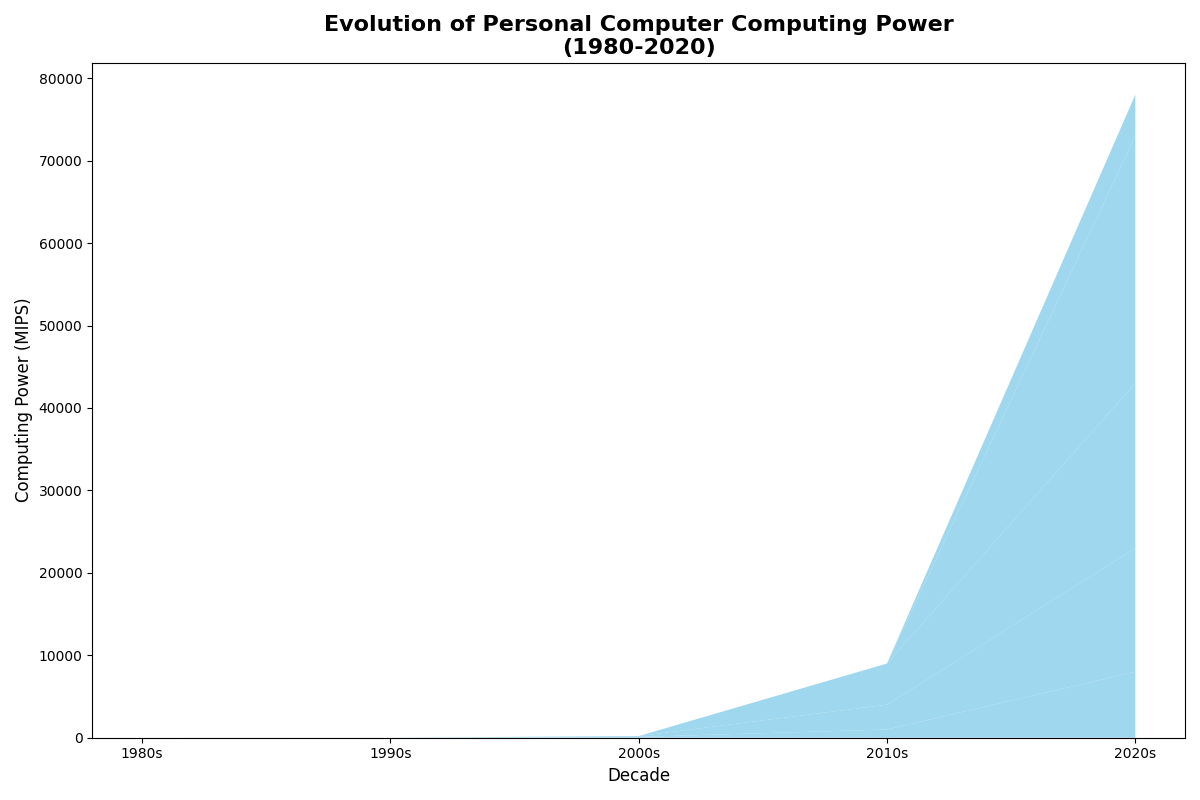 Evolution of Personal Computer Computing Power
(1980-2020)
80000
70000
60000
50000
40000
30000
20000
10000
0
Computing Power (MIPS)
1980s
1990s
2000s
2010s
2020s
Decade